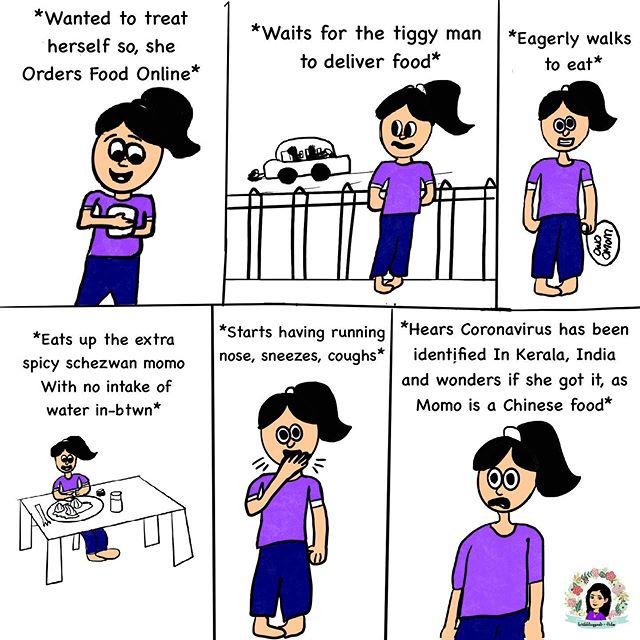 *Wanted to treat
herself so, she
Orders Food Online*
*Waits for the tiggy man
to deliver food*
*Eagerly walks
to eat*
OMO
MOMO
*Eats up the extra
spicy schezwan momo
With no intake of
water in-btwn*
*Starts having running
nose, sneezes, coughs*
*Hears Coronavirus has been
identified In Kerala, India
and wonders if she got it, as
Momo is a Chinese food*